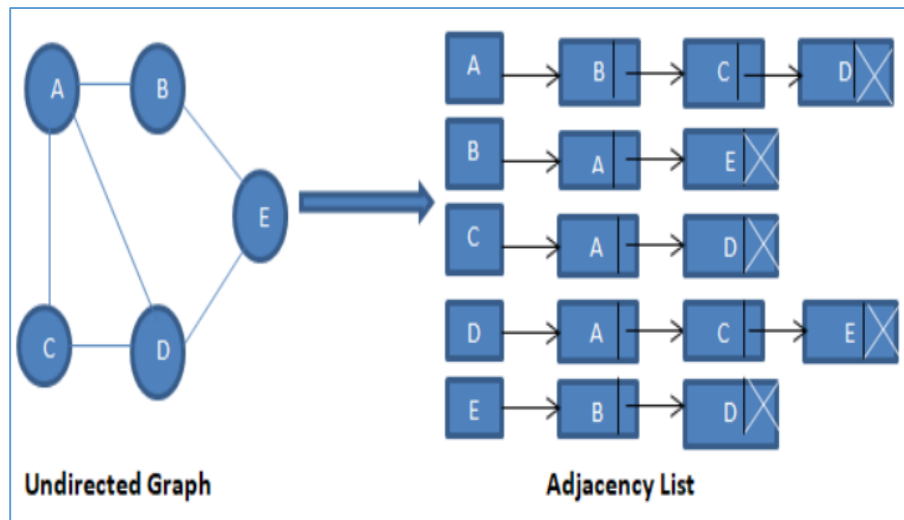 A B
E
C D
A B C D
B A E
C A D
D A C E
E B D
Undirected Graph
Adjacency List